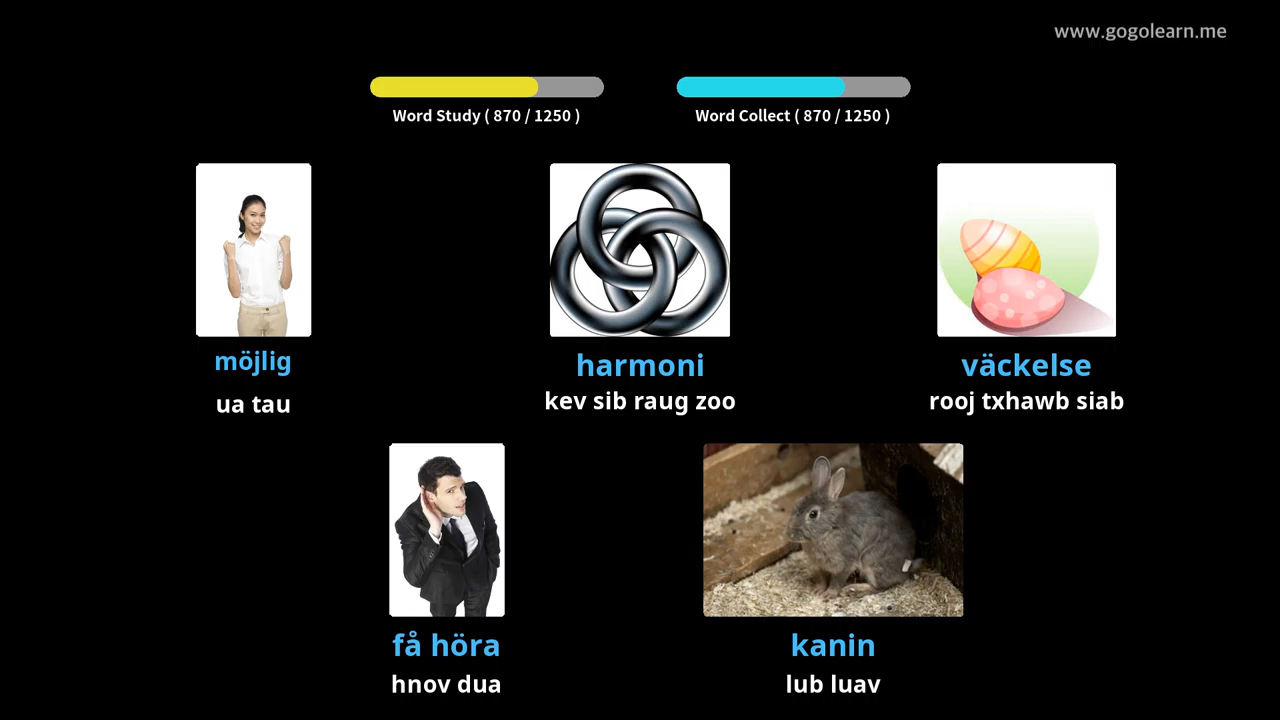 www.gogolearn.me
Word Study ( 870 / 1250 )
Word Collect ( 870 / 1250 )
möjlig
ua tau
harmoni
kev sib raug zoo
väckelse
rooj txhawb siab
få höra
hnov dua
kanin
lub luav